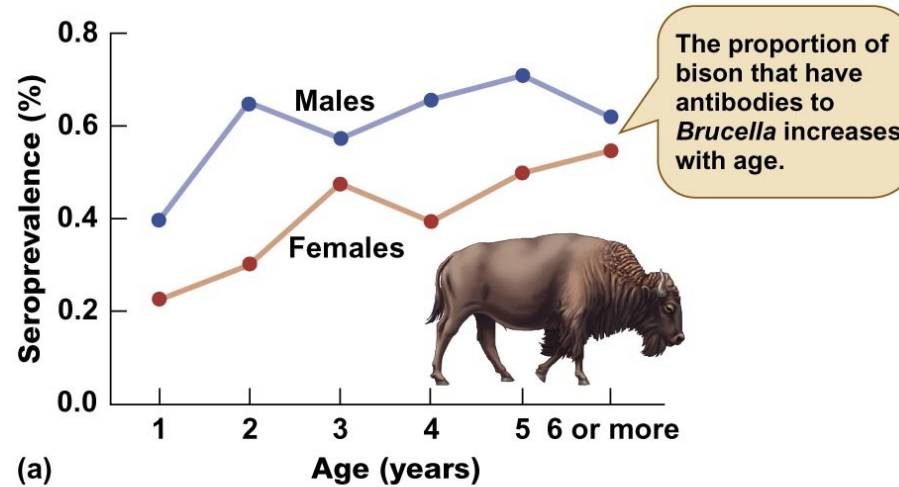 0.8
0.6
0.4
0.2
0.0
Seroprevalence (%)
Males
Females
The proportion of
bison that have
antibodies to
Brucella increases
with age.
1 2 3 4 5 6 or more
(a) Age (years)